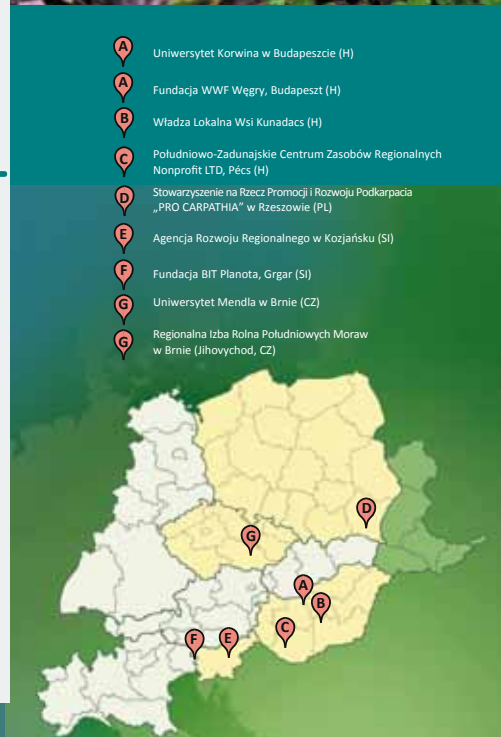 A Uniwersytet Korwina w Budapeszcie (H)
A Fundacja WWF Węgry, Budapeszt (H)
B Władza Lokalna Wsi Kunadacs (H)
C Południowo-Zadunajskie Centrum Zasobów Regionalnych
Nonprofit LTD, Pécs (H)
D Stowarzyszenie na Rzecz Promocji i Rozwoju Podkarpacia
„PRO CARPATHIA” w Rzeszowie (PL)
E Agencja Rozwoju Regionalnego w Kozjańsku (SI)
F Fundacja BIT Planota, Grgar (SI)
G Uniwersytet Mendla w Brnie (CZ)
G Regionalna Izba Rolna Południowych Moraw
w Brnie (Jihovychod, CZ)
D
G
A
B
C
F
E